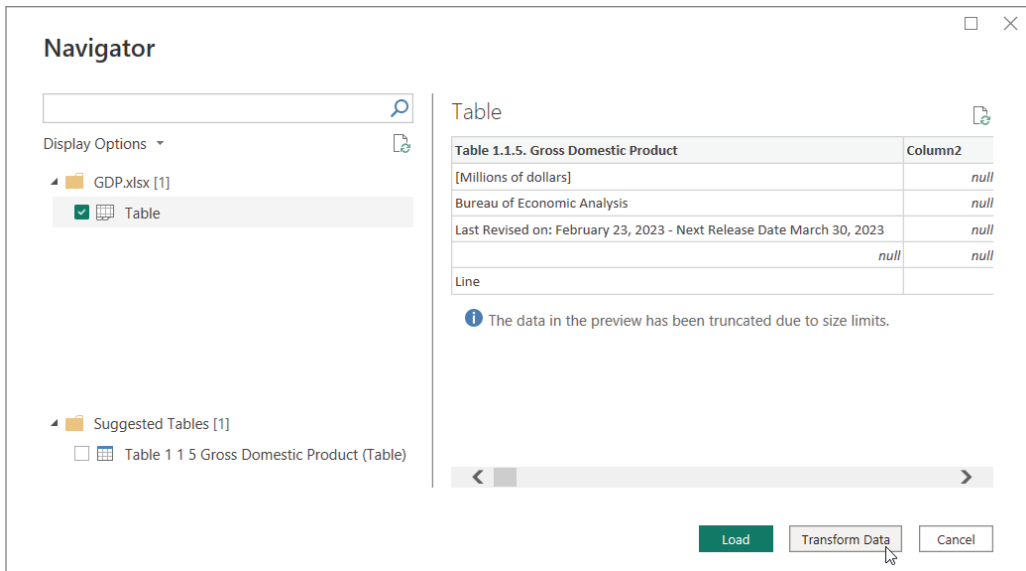 Navigator
Display Options
GDP.xlsx [1]
Table
Suggested Tables [1]
Table 1 1 5 Gross Domestic Product (Table)
Table
Table 1.1.5. Gross Domestic Product Column2
[Millions of dollars] null
Bureau of Economic Analysis null
Last Revised on: February 23, 2023 - Next Release Date March 30, 2023 null
null null
Line
The data in the preview has been truncated due to size limits.
Load Transform Data Cancel